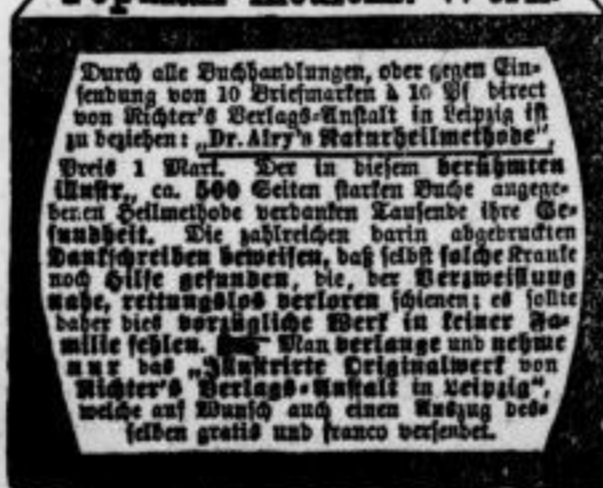 Populär-medicin. Werk.
Durch alle Buchhandlungen, oder gegen Ein-
sendung von 10 Briefmarken à 10 Pf direct
von Richter's Verlags-Anstalt in Leipzig ist
zu beziehen: „Dr. Airy's Naturheilmethode“,
Preis 1 Mark. Der in diesem berühmten
illustr., ca. 500 Seiten starken Buche angege-
benen Heilmethode verdanken Tausende ihre Ge-
sundheit. Die zahlreichen darin abgedruckten
Dankschreiben beweisen, daß selbst solche Kranke
noch Hilfe gefunden, die, der Verzweiflung
nahe, rettungslos verloren schienen; es sollte
daher dies vorzügliche Werk in keiner Fa-
milie fehlen. Man verlange und nehme
nur das „Illustrirte Originalwerk von
Richter's Verlags-Anstalt in Leipzig“,
welche auf Wunsch auch einen Auszug des-
selben gratis und franco versendet.